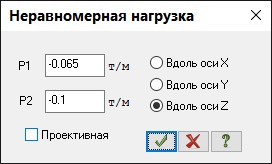 Неравномерная нагрузка
P1 -0.065 т/м
P2 -0.1 т/м
Вдоль оси X
Вдоль оси Y
Вдоль оси Z
Проективная
?